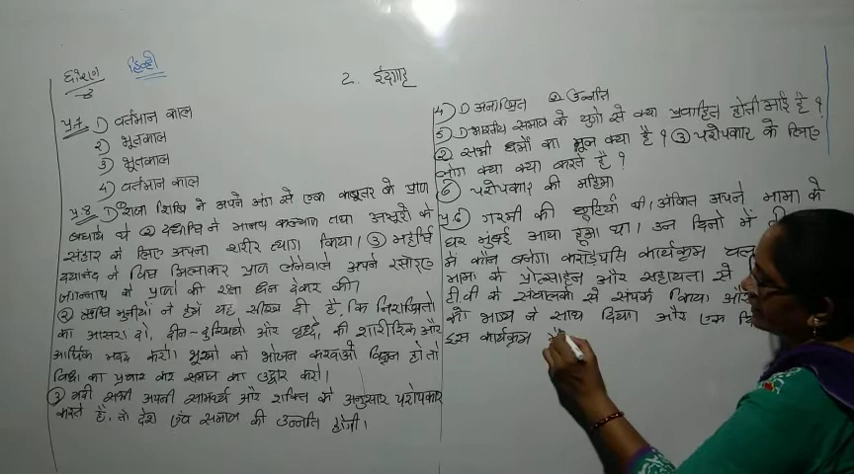 हिन्दी
2. ईदगाह
प्र.7 1) वर्तमान काल
2) भूतकाल
3) भूतकाल
4) वर्तमान काल
प्र.8 1) राजा शिबि ने अपने अंग से एक कबूतर के प्राण
बचाये थे ② दधीचि ने मानव कल्याण तथा असुरों के
संहार के लिए अपना शरीर त्याग किया। ③ महर्षि
दयानंद ने विष पिलाकर प्राण लेनेवाले अपने रसोइए
जगन्नाथ के प्राणों की रक्षा धन देकर की।
② ऋषि मुनीयों ने हमें यह सीख दी है, कि निराश्रितो
का आसरा दो, दीन-दुखियों और वृद्धों, की शारीरिक और
आर्थिक मदद करो। भूखों को भोजन करवाओ विद्वान हो तो
विद्या का प्रचार कर समाज का उद्धार करो।
③ यदी सभी अपनी सामर्थ्य और शक्ति के अनुसार परोपकार
करते है, तो देश एवं समाज की उन्नति होगी।
4) 1) अनाश्रित ② उन्नति
5) 1) भारतीय समाज के युगो से क्या प्रवाहित होती आई है?
② सभी धर्मो का मूल क्या है? ③ परोपकार के लिए
लोग क्या क्या करते है?
6) परोपकार की महिमा
प्र.6) गरमी की छुट्टियाँ थी। अंकित अपने मामा के
घर मुंबई आया हुआ था। उन दिनों में टी
में कौन बनेगा करोड़पति कार्यक्रम चल
मामा के प्रोत्साहन और सहायता से
टी.वी के संचालको से संपर्क किया और
को भाग्य ने साथ दिया। और एक दि
इस कार्यक्रम